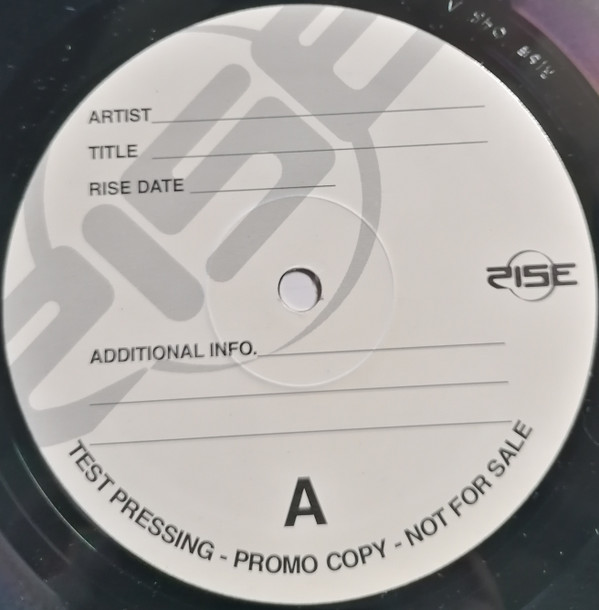 ARTIST
TITLE
RISE DATE
RISE
ADDITIONAL INFO.
A
TEST PRESSING - PROMO COPY - NOT FOR SALE